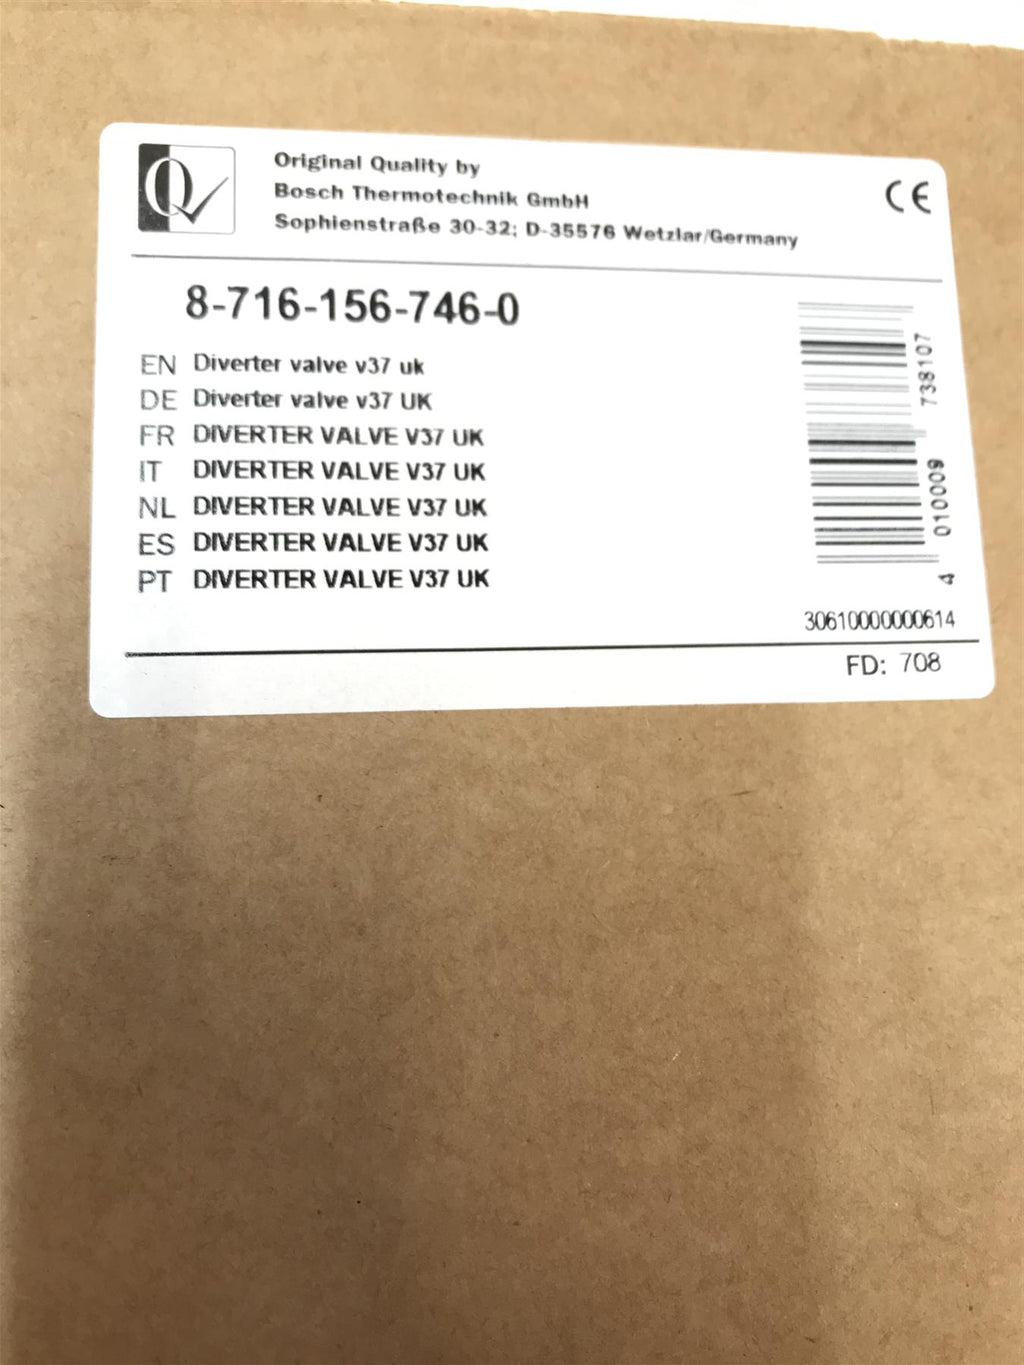 Q
Original Quality by
Bosch Thermotechnik GmbH
Sophienstraße 30-32; D-35576 Wetzlar/Germany
CE
8-716-156-746-0
EN Diverter valve v37 uk
DE Diverter valve v37 UK
FR DIVERTER VALVE V37 UK
IT DIVERTER VALVE V37 UK
NL DIVERTER VALVE V37 UK
ES DIVERTER VALVE V37 UK
PT DIVERTER VALVE V37 UK
4 010009 738107
30610000000614
FD: 708